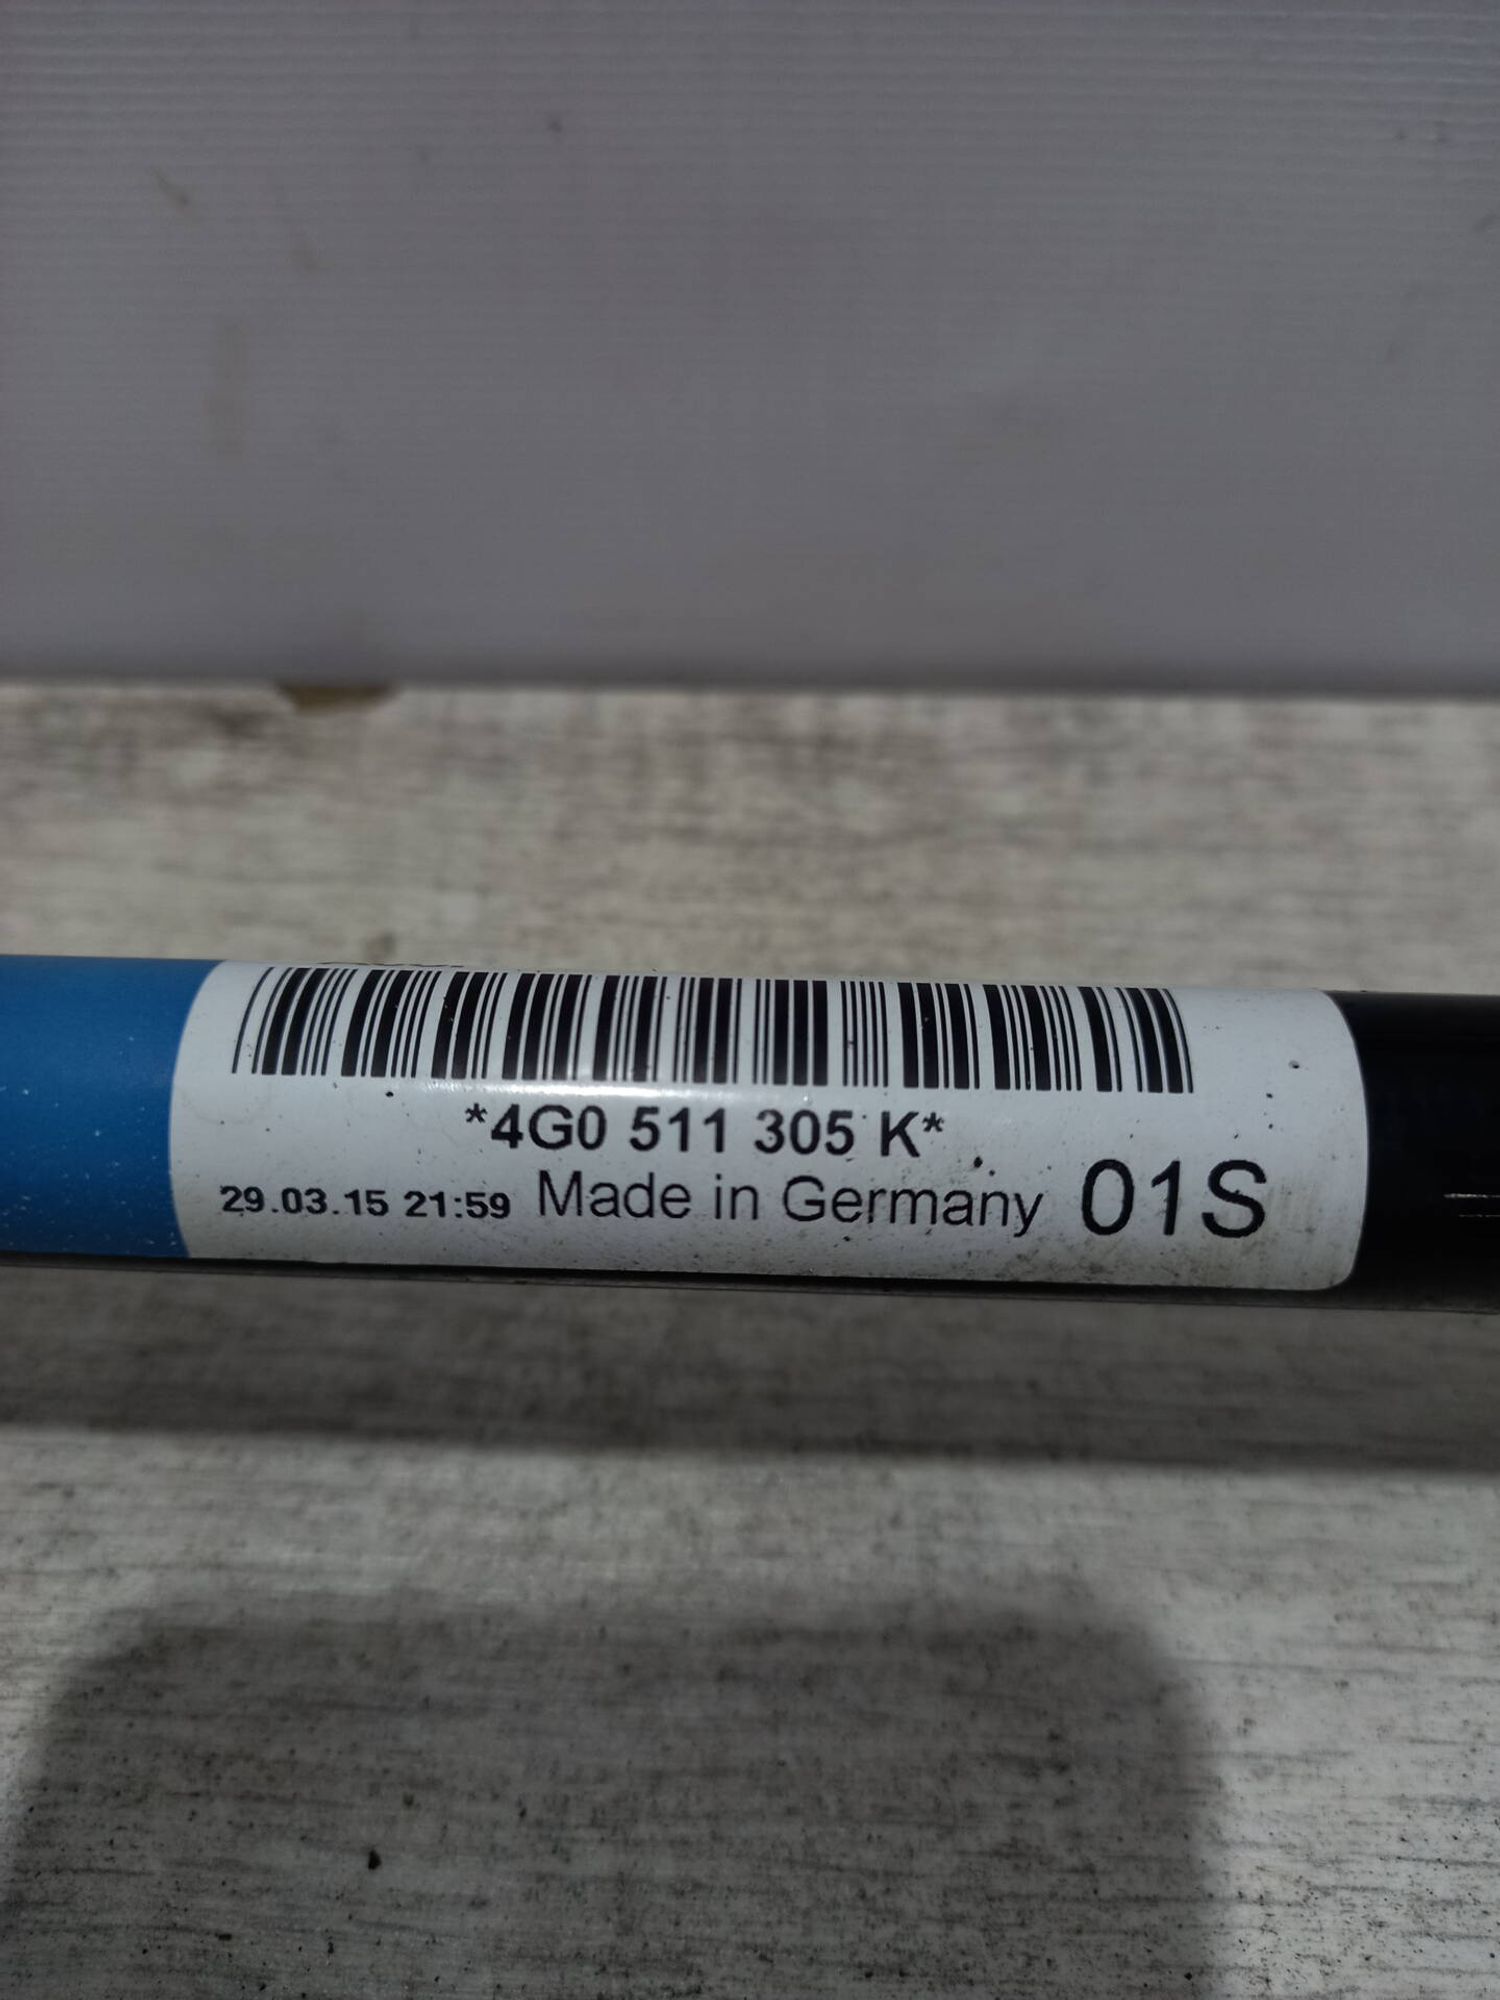 *4G0 511 305 K*
29.03.15 21:59 Made in Germany 01S